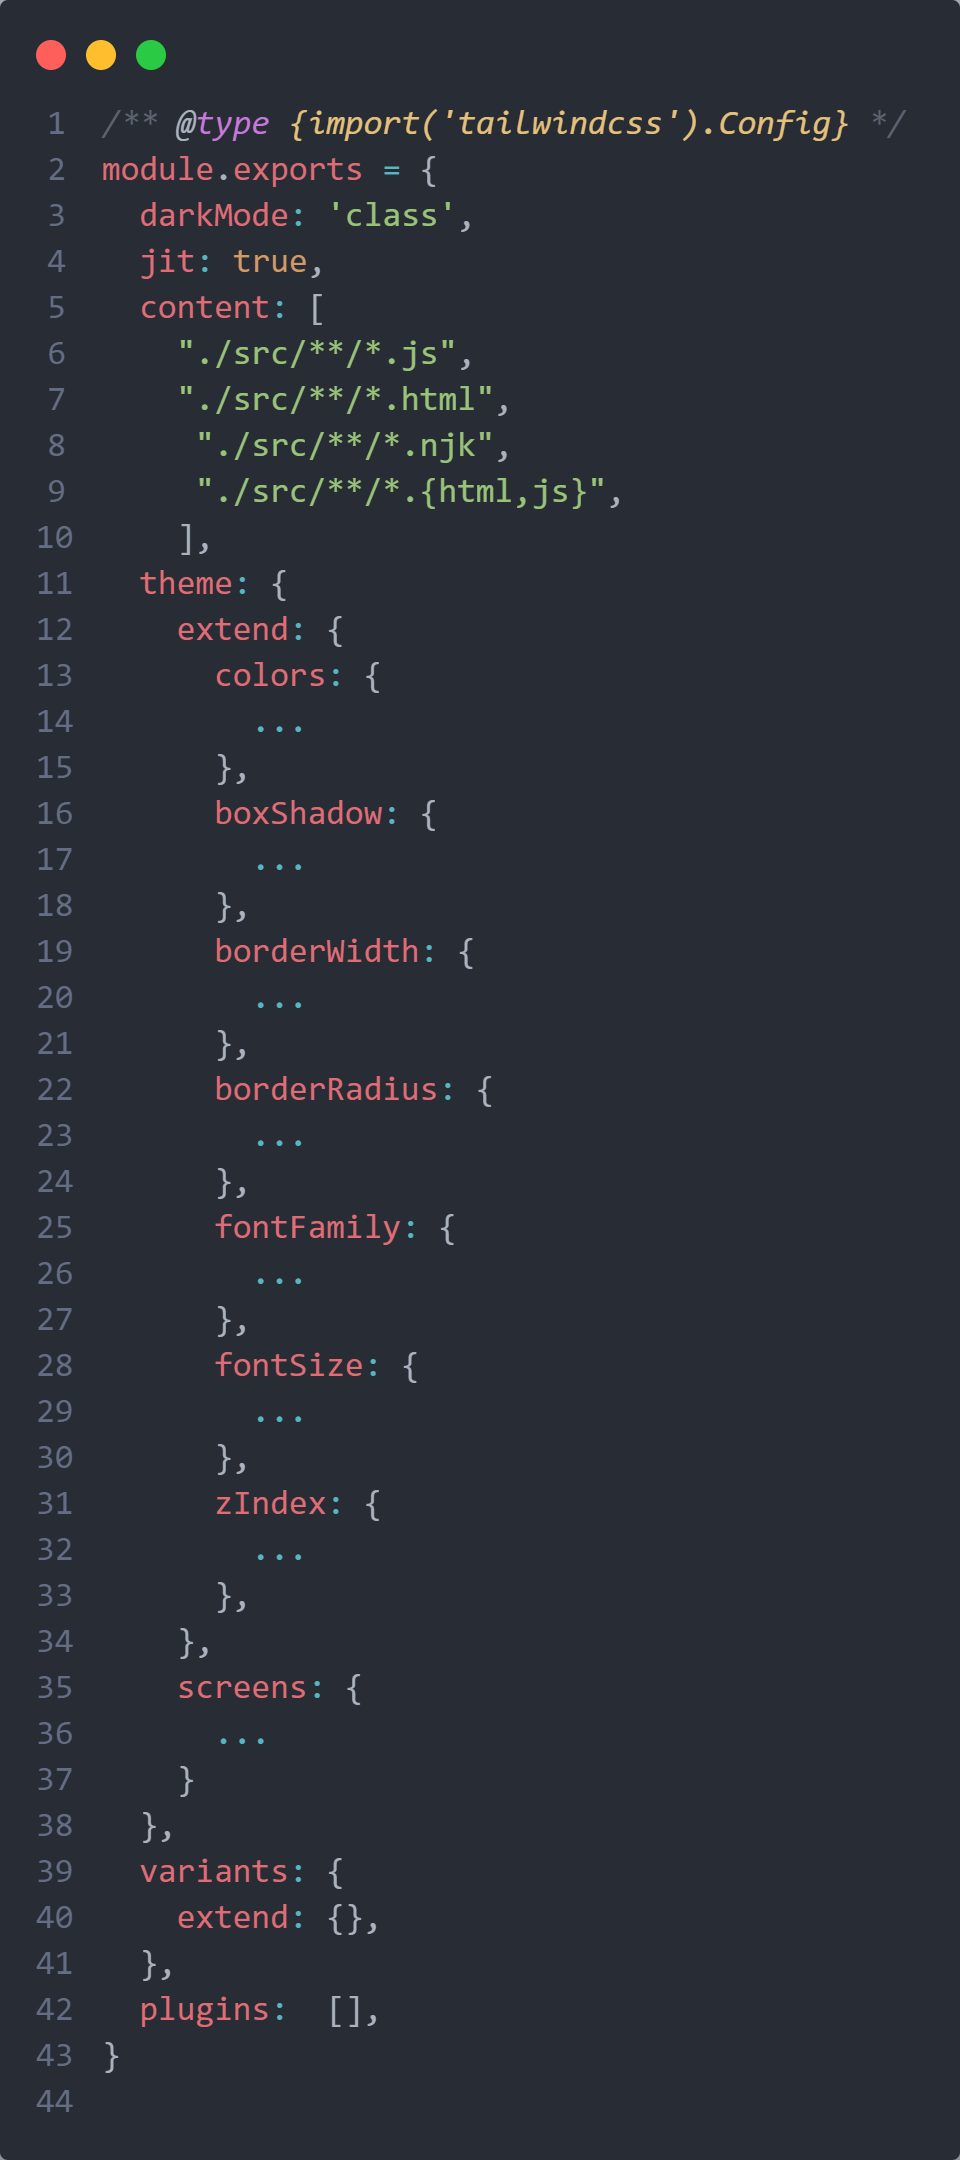 1 /** @type {import('tailwindcss').Config} */
2 module.exports = {
3   darkMode: 'class',
4   jit: true,
5   content: [
6     "./src/**/*.js",
7     "./src/**/*.html",
8      "./src/**/*.njk",
9      "./src/**/*.{html,js}",
10     ],
11   theme: {
12     extend: {
13       colors: {
14         ...
15       },
16       boxShadow: {
17         ...
18       },
19       borderWidth: {
20         ...
21       },
22       borderRadius: {
23         ...
24       },
25       fontFamily: {
26         ...
27       },
28       fontSize: {
29         ...
30       },
31       zIndex: {
32         ...
33       },
34     },
35     screens: {
36       ...
37     }
38   },
39   variants: {
40     extend: {},
41   },
42   plugins:  [],
43 }
44